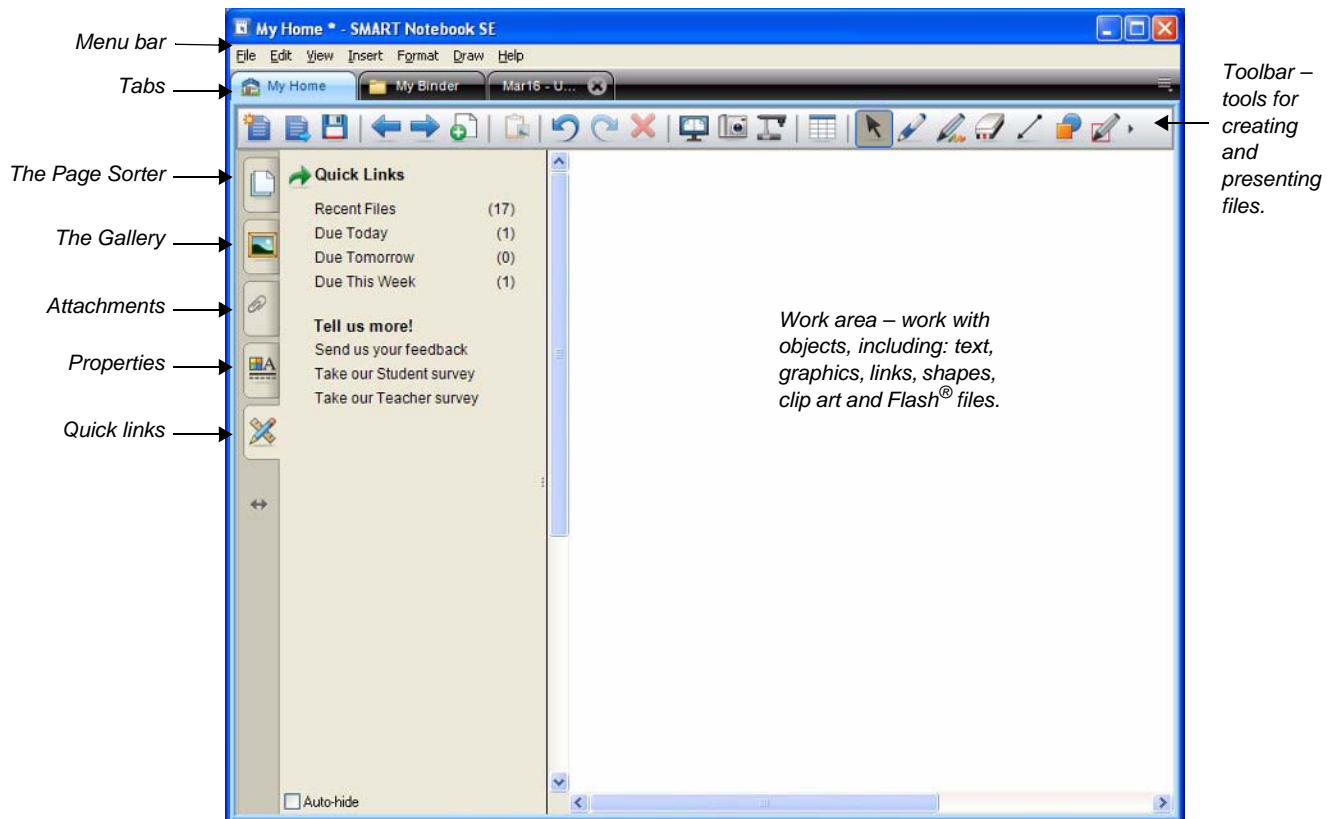 My Home * - SMART Notebook SE
Menu bar
File Edit View Insert Format Draw Help
Tabs
My Home
My Binder
Mar16 - U...
Toolbar –
tools for
creating
and
presenting
files.
The Page Sorter
Quick Links
Recent Files (17)
Due Today (1)
Due Tomorrow (0)
Due This Week (1)
The Gallery
Attachments
Tell us more!
Send us your feedback
Take our Student survey
Take our Teacher survey
Properties
Quick links
Work area – work with
objects, including: text,
graphics, links, shapes,
clip art and Flash® files.
Auto-hide